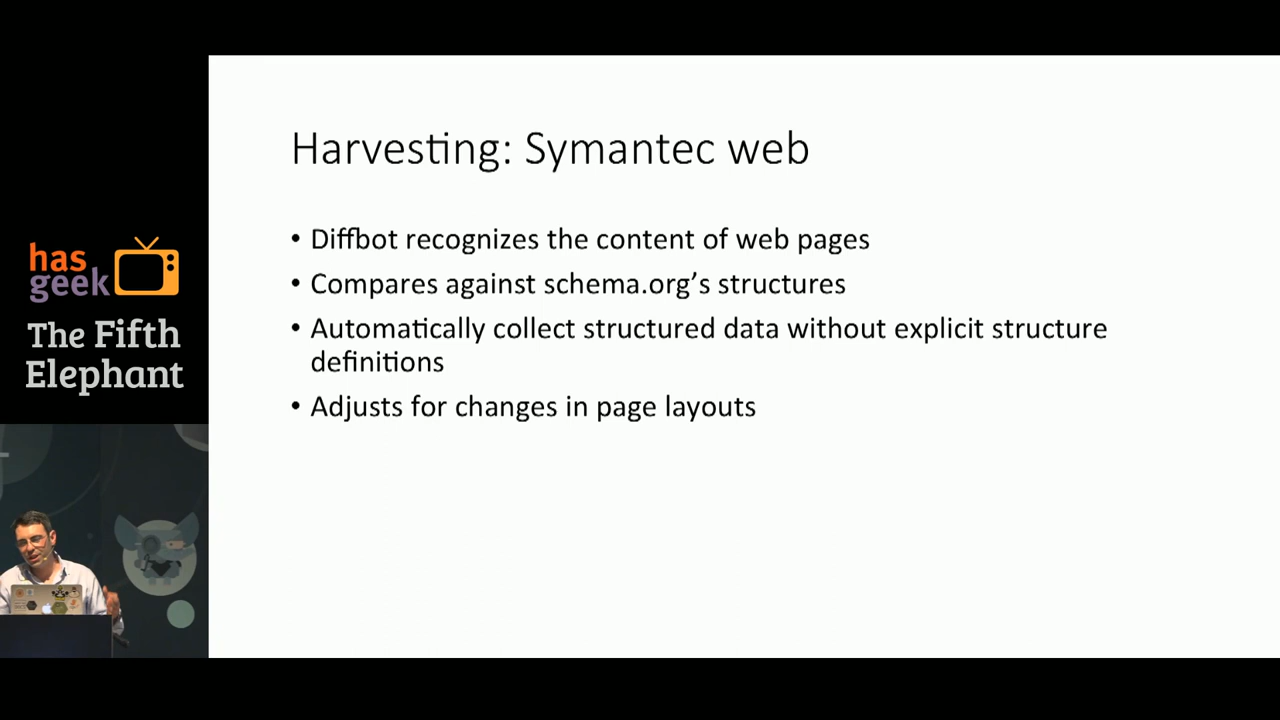 Harvesting: Symantec web
• Diffbot recognizes the content of web pages
• Compares against schema.org’s structures
• Automatically collect structured data without explicit structure
definitions
• Adjusts for changes in page layouts
has
geek
The Fifth
Elephant